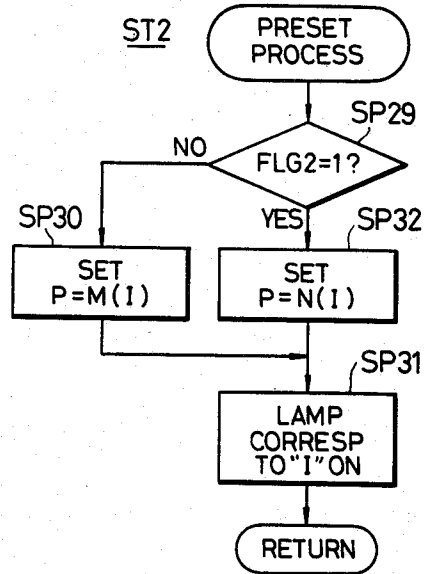 ST2
PRESET
PROCESS
SP29
FLG2=1?
NO
YES
SP30
SET
P=M(I)
SP32
SET
P=N(I)
SP31
LAMP
CORRESP
TO "I" ON
RETURN